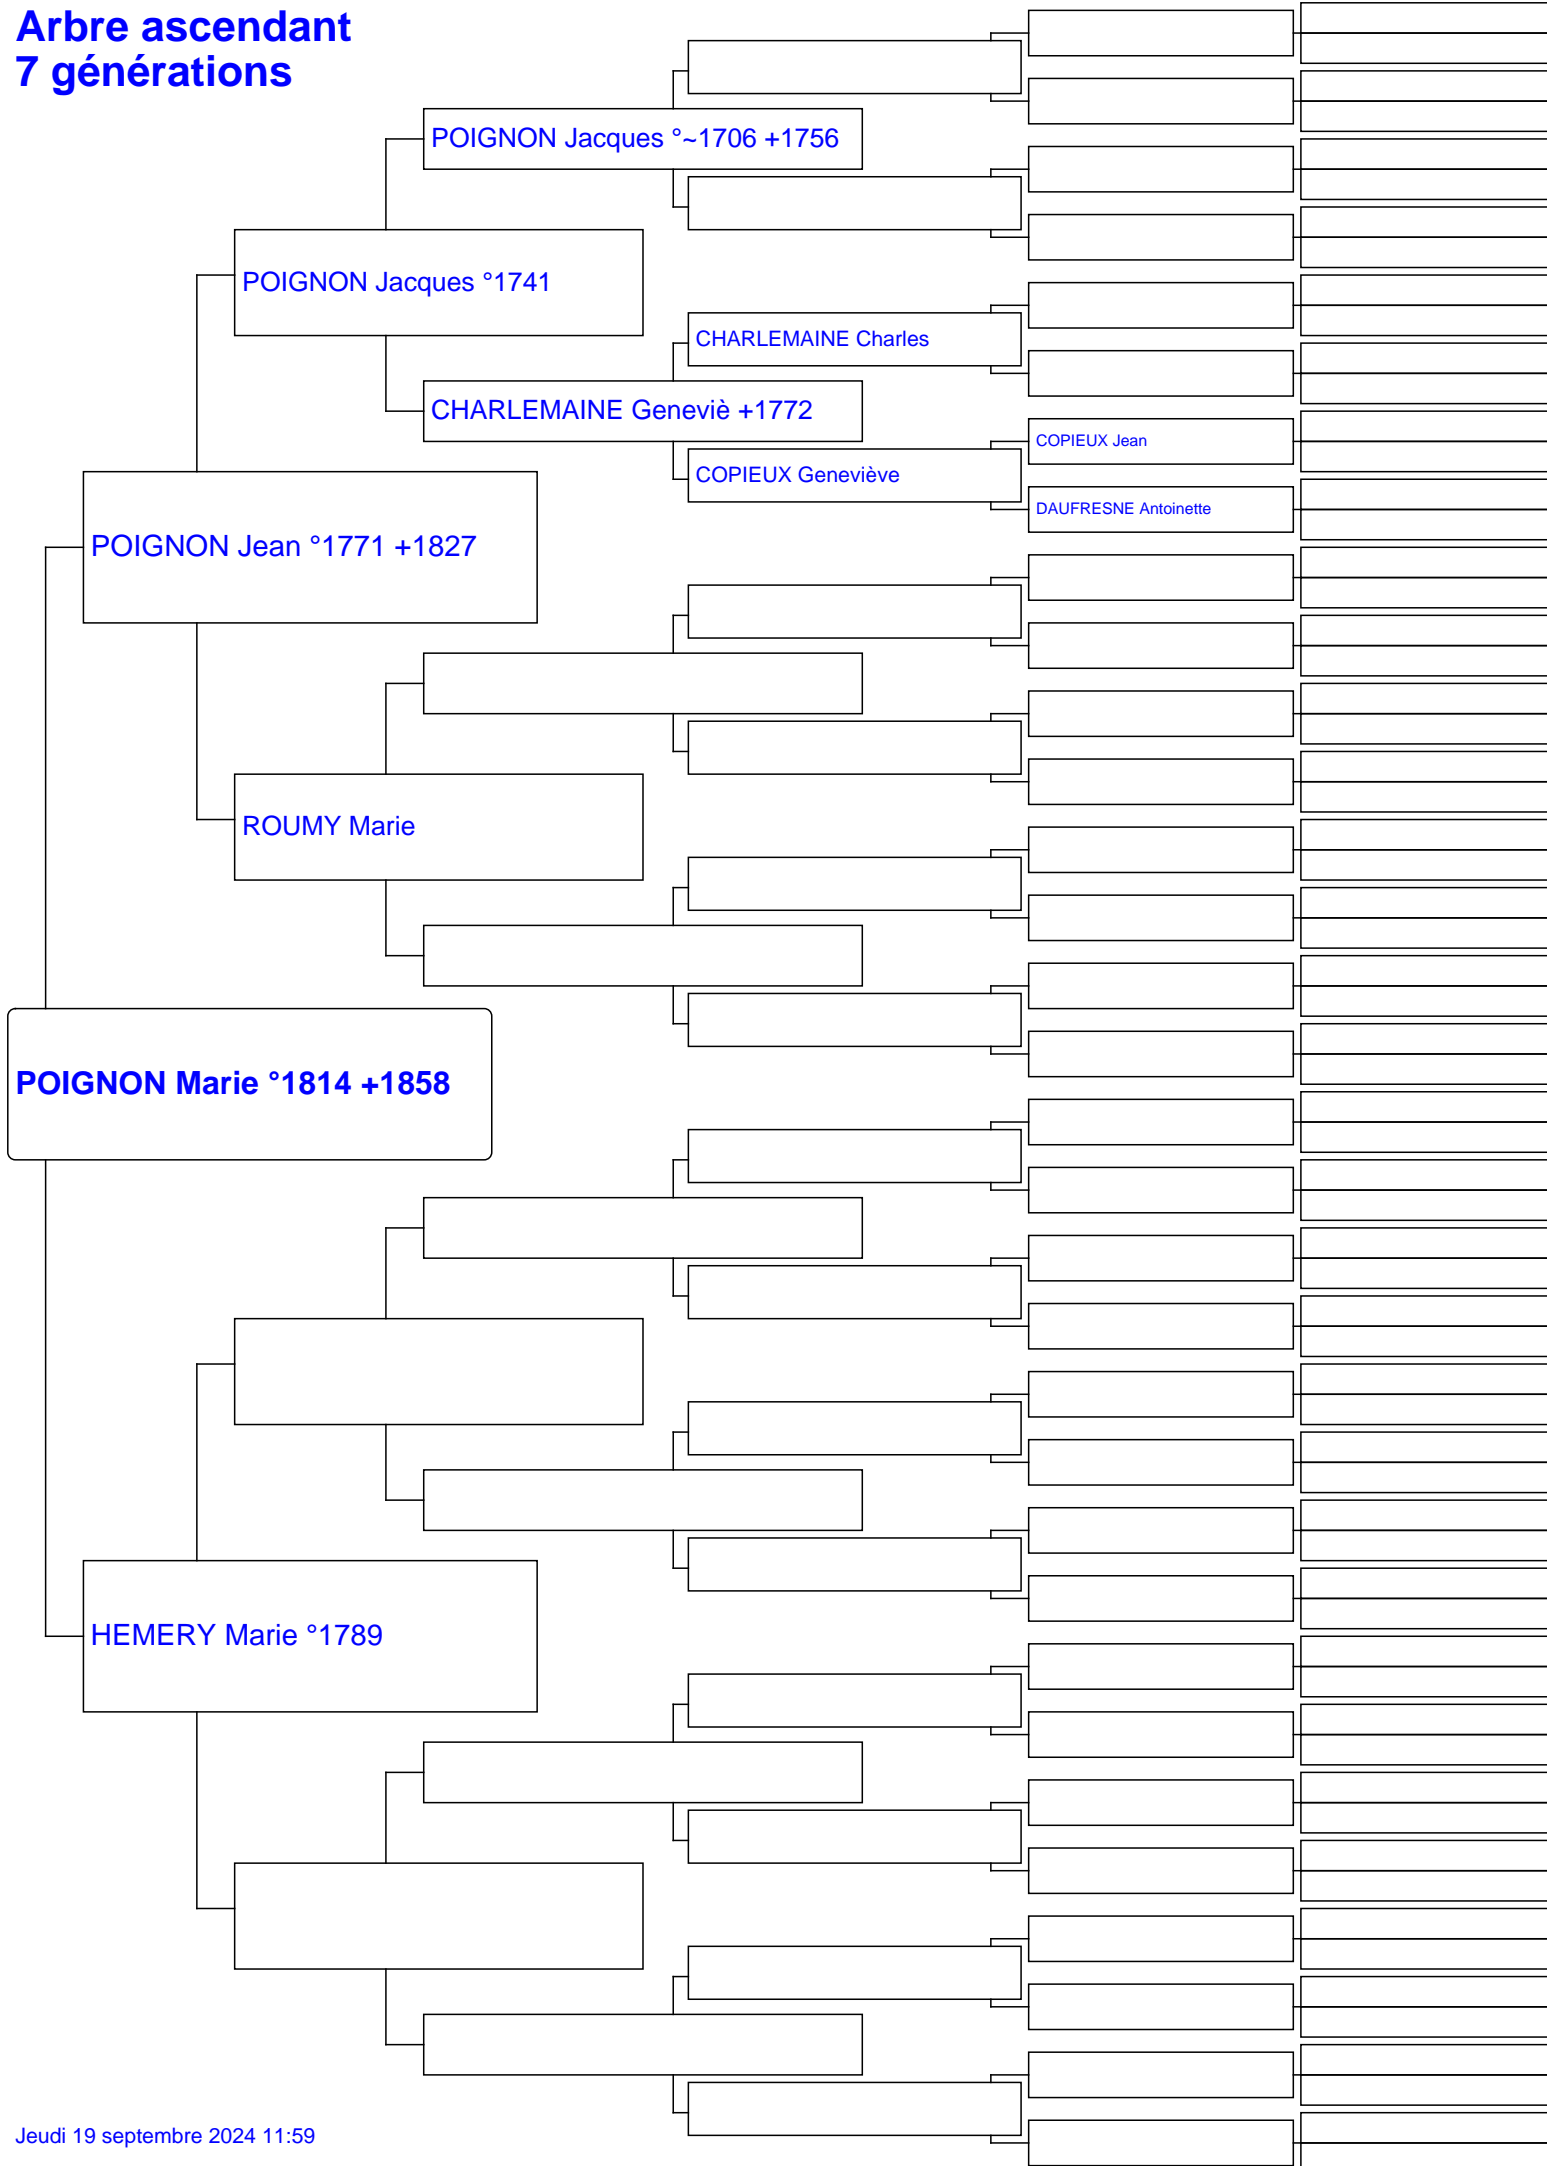 Arbre ascendant
7 générations
POIGNON Jacques °~1706 +1756
POIGNON Jacques °1741
CHARLEMAINE Charles
CHARLEMAINE Geneviè +1772
COPIEUX Jean
COPIEUX Geneviève
DAUFRESNE Antoinette
POIGNON Jean °1771 +1827
ROUMY Marie
POIGNON Marie °1814 +1858
HEMERY Marie °1789
Jeudi 19 septembre 2024 11:59